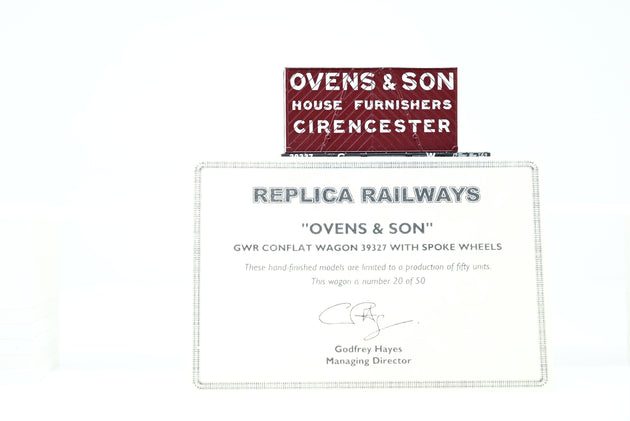 OVENS & SON
HOUSE FURNISHERS
CIRENCESTER
39337 G W
REPLICA RAILWAYS
"OVENS & SON"
GWR CONFLAT WAGON 39327 WITH SPOKE WHEELS
These hand-finished models are limited to a production of fifty units.
This wagon is number 20 of 50
Godfrey Hayes
Managing Director